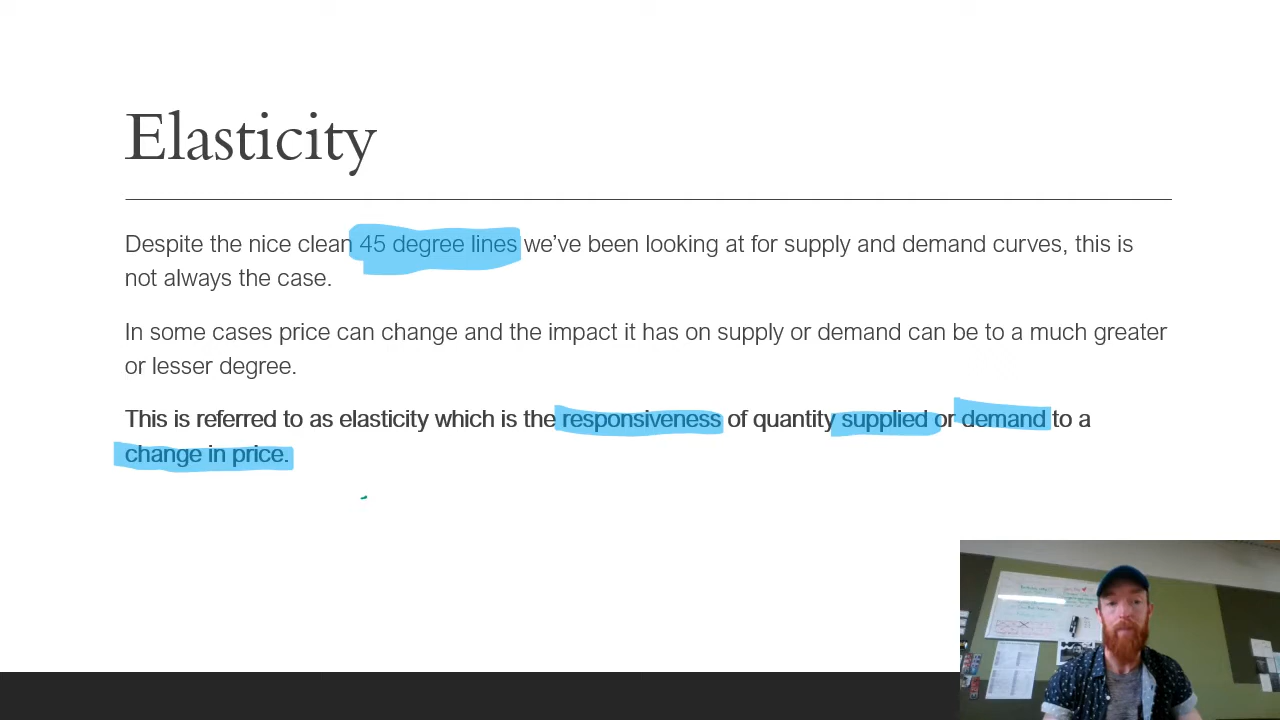 Elasticity
Despite the nice clean 45 degree lines we’ve been looking at for supply and demand curves, this is
not always the case.
In some cases price can change and the impact it has on supply or demand can be to a much greater
or lesser degree.
This is referred to as elasticity which is the responsiveness of quantity supplied or demand to a
change in price.